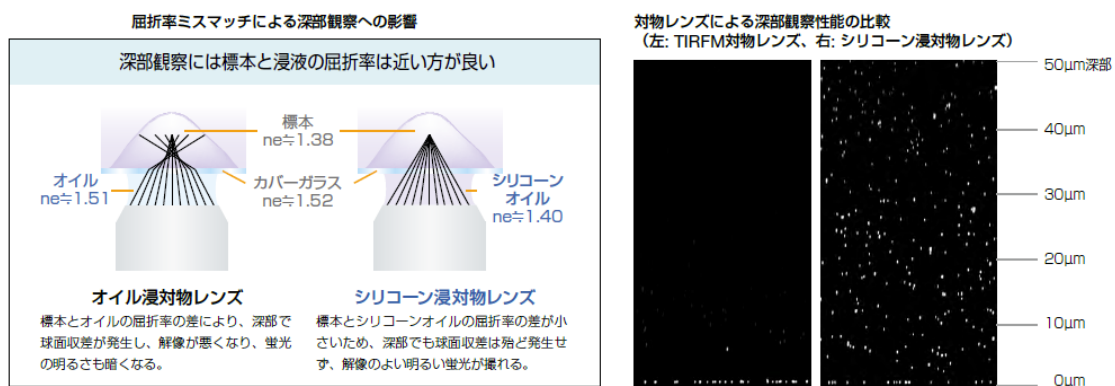 屈折率ミスマッチによる深部観察への影響
深部観察には標本と浸液の屈折率は近い方が良い
標本
ne≒1.38
オイル
ne≒1.51
カバーガラス
ne≒1.52
シリコーン
オイル
ne≒1.40
オイル浸対物レンズ
標本とオイルの屈折率の差により、深部で
球面収差が発生し、解像が悪くなり、蛍光
の明るさも暗くなる。
シリコーン浸対物レンズ
標本とシリコーンオイルの屈折率の差が小
さいため、深部でも球面収差は殆ど発生せ
ず、解像のよい明るい蛍光が撮れる。
対物レンズによる深部観察性能の比較
（左: TIRFM対物レンズ、右: シリコーン浸対物レンズ）
50μm深部
40μm
30μm
20μm
10μm
0μm